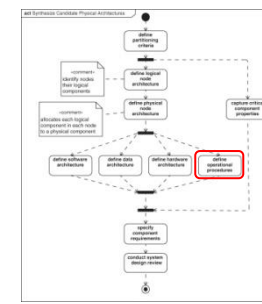 act Synthesize Candidate Physical Architectures
define
partitioning
criteria
«comment»
identify nodes
their logical
components
define logical
node
architecture
«comment»
allocates each logical
component in each node
to a physical component
define physical
node
architecture
capture critical
component
properties
define software
architecture
define data
architecture
define hardware
architecture
define
operational
procedures
specify
component
requirements
conduct system
design review